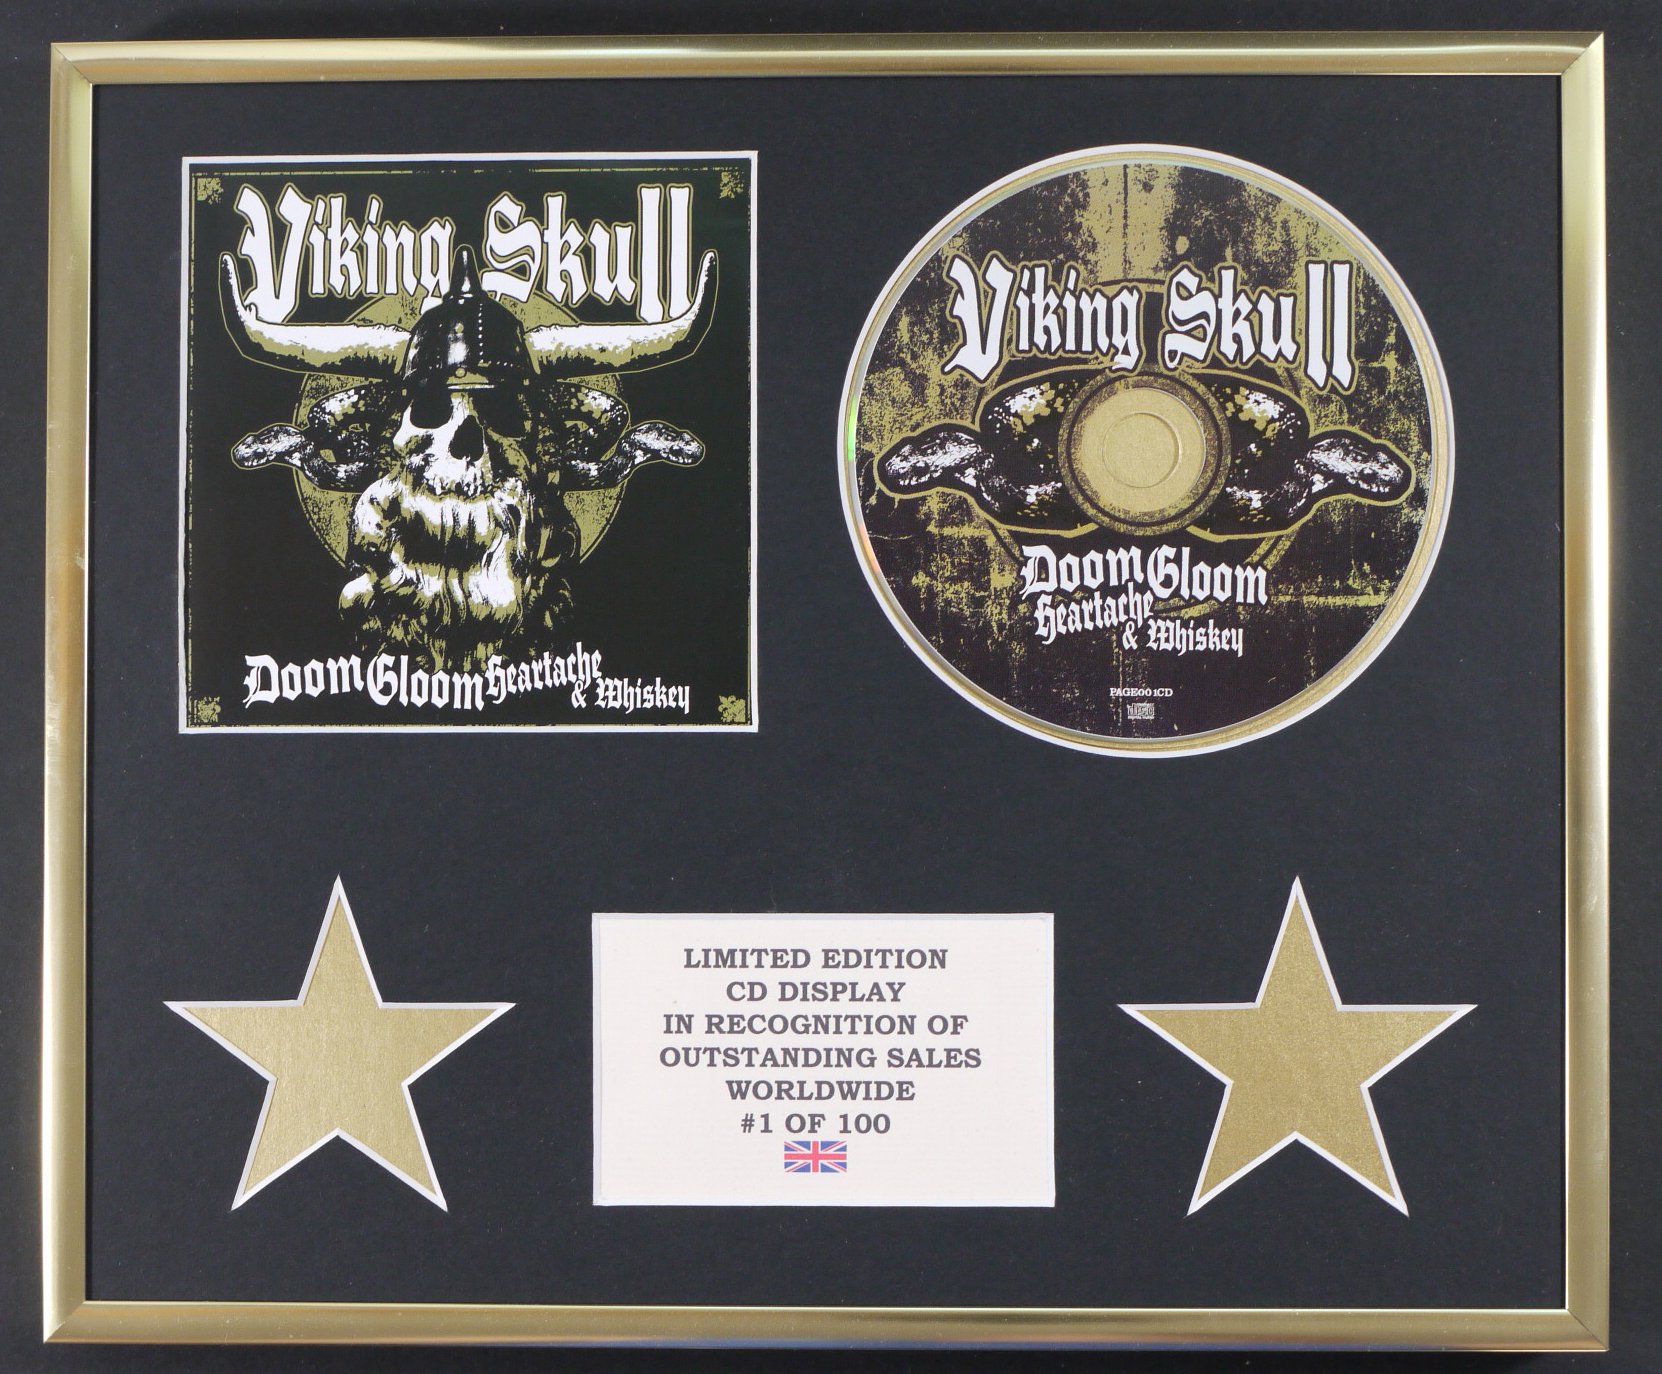 Viking Skull
Doom Gloom Heartache
& Whiskey
Viking Skull
Doom Gloom
Heartache
& Whiskey
PAGE001CD
LIMITED EDITION
CD DISPLAY
IN RECOGNITION OF
OUTSTANDING SALES
WORLDWIDE
#1 OF 100